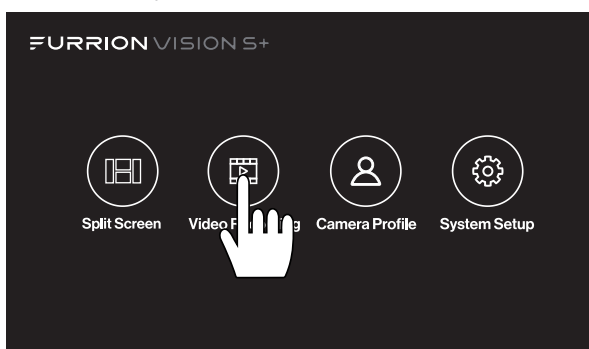 FURRION VISION S+
Split Screen
Video
Camera Profile
System Setup